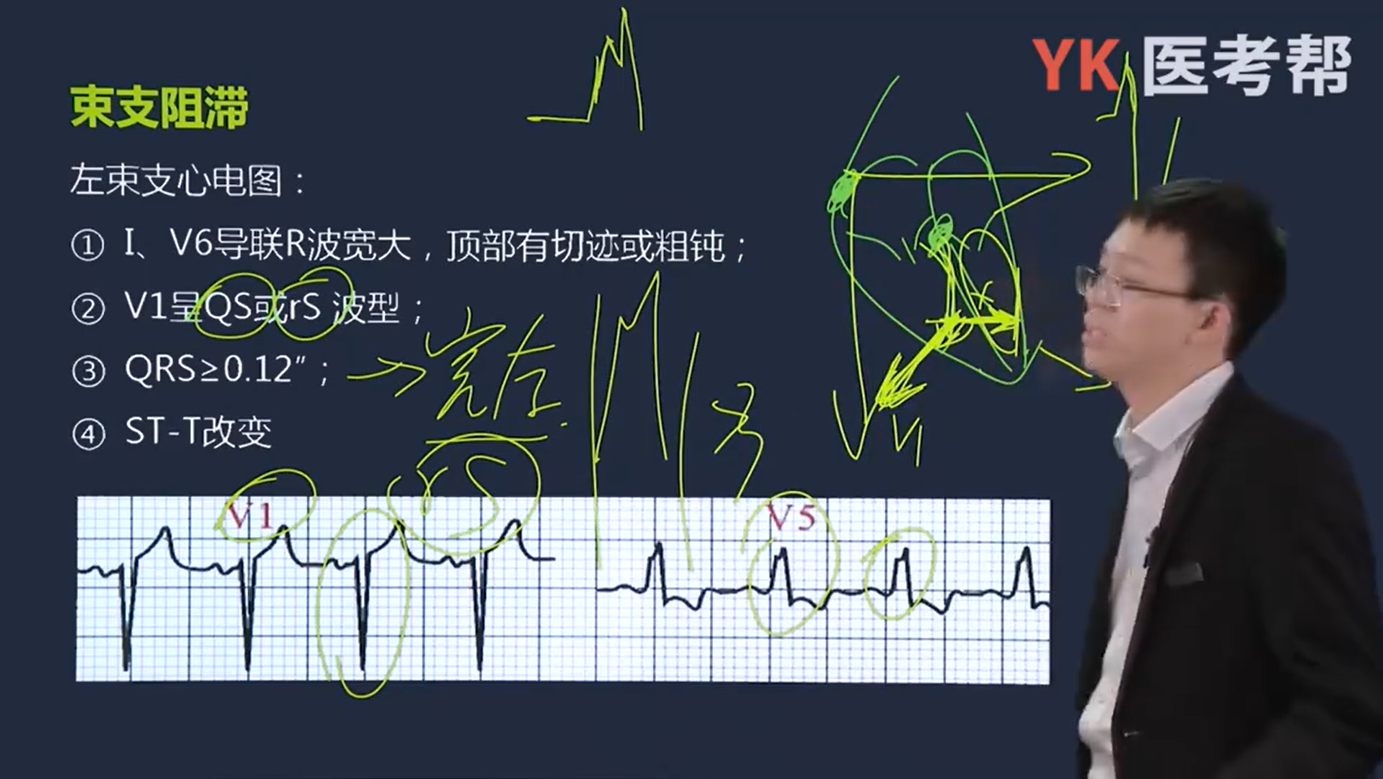 YK 医考帮
束支阻滞
左束支心电图：
① I、V6导联R波宽大，顶部有切迹或粗钝；
② V1呈QS或rS 波型；
③ QRS≥0.12″；
→宽大
④ ST-T改变
V1
rS
V1
V5